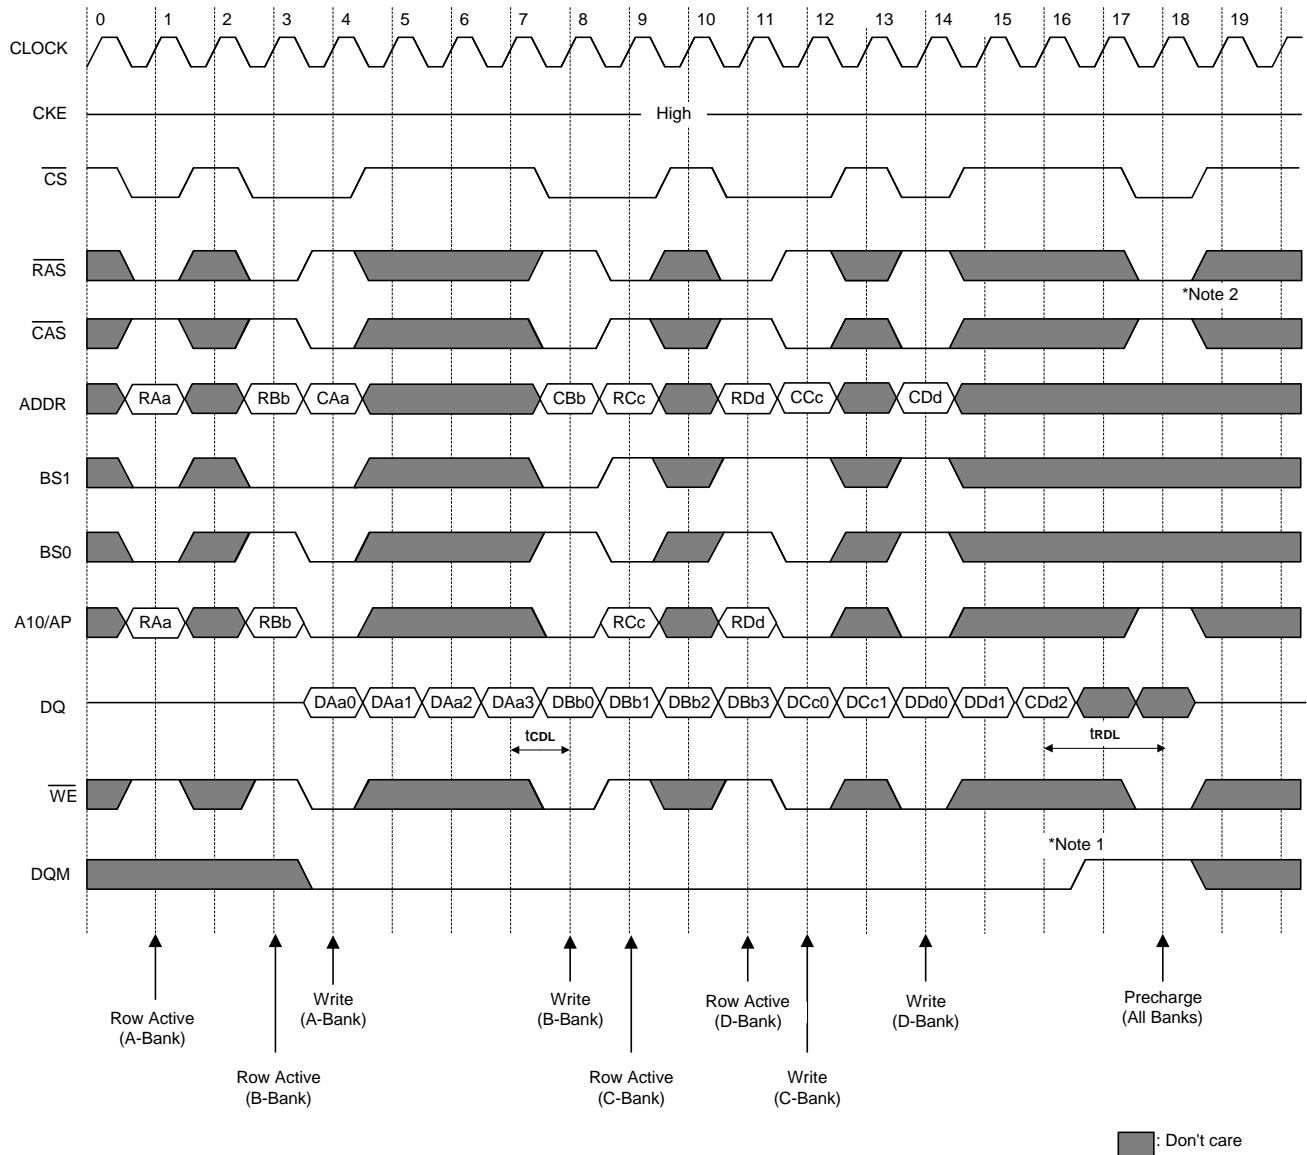 0 1 2 3 4 5 6 7 8 9 10 11 12 13 14 15 16 17 18 19
CLOCK
CKE High
CS
RAS
*Note 2
CAS
ADDR RAa RBb CAa CBb RCc RDd CCc CDd
BS1
BS0
A10/AP RAa RBb RCc RDd
DQ DAa0 DAa1 DAa2 DAa3 DBb0 DBb1 DBb2 DBb3 DCc0 DCc1 DDd0 DDd1 CDd2
tCDL tRDL
WE
*Note 1
DQM
Row Active
(A-Bank)
Row Active
(B-Bank)
Write
(A-Bank)
Write
(B-Bank)
Row Active
(C-Bank)
Row Active
(D-Bank)
Write
(C-Bank)
Write
(D-Bank)
Precharge
(All Banks)
: Don't care